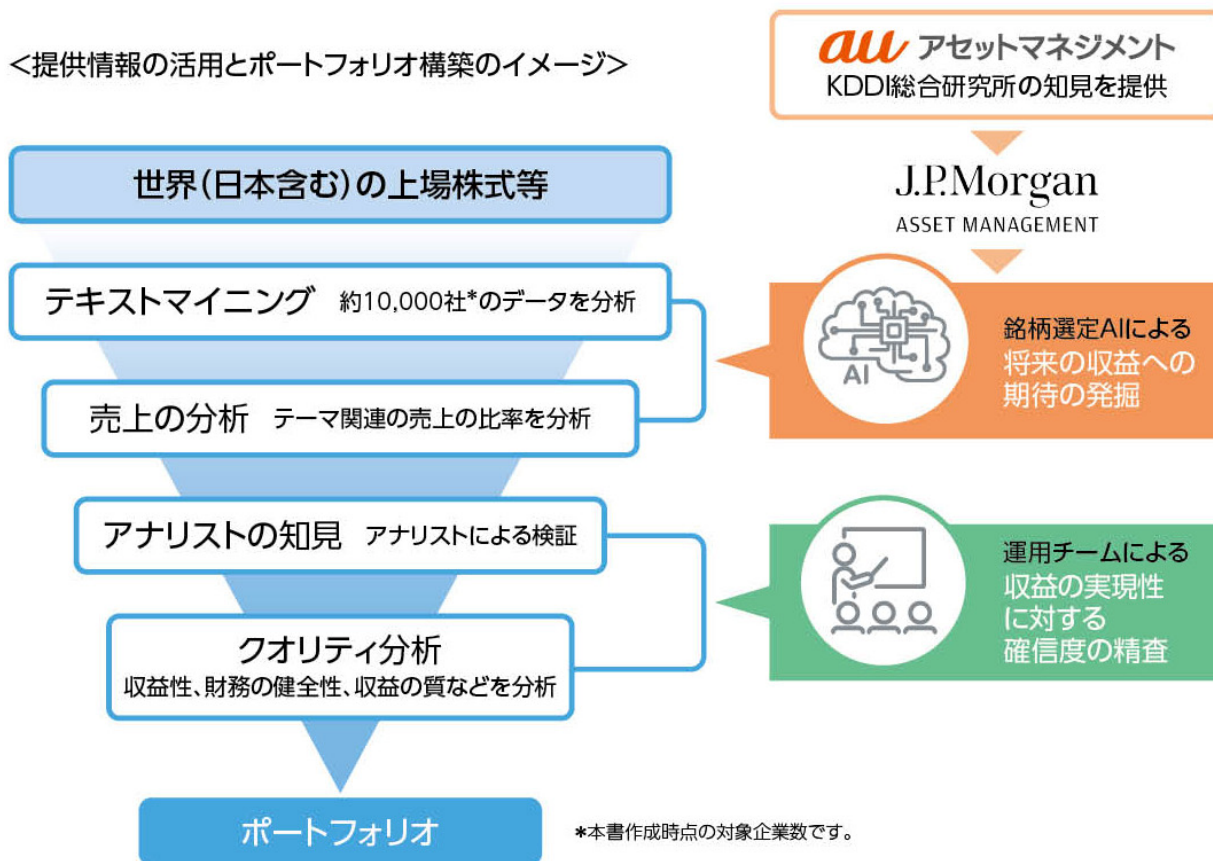 <提供情報の活用とポートフォリオ構築のイメージ>
au アセットマネジメント
KDDI総合研究所の知見を提供
J.P.Morgan
ASSET MANAGEMENT
世界(日本含む)の上場株式等
テキストマイニング 約10,000社*のデータを分析
売上の分析 テーマ関連の売上の比率を分析
AI
銘柄選定AIによる
将来の収益への
期待の発掘
アナリストの知見 アナリストによる検証
クオリティ分析
収益性、財務の健全性、収益の質などを分析
運用チームによる
収益の実現性
に対する
確信度の精査
ポートフォリオ
*本書作成時点の対象企業数です。